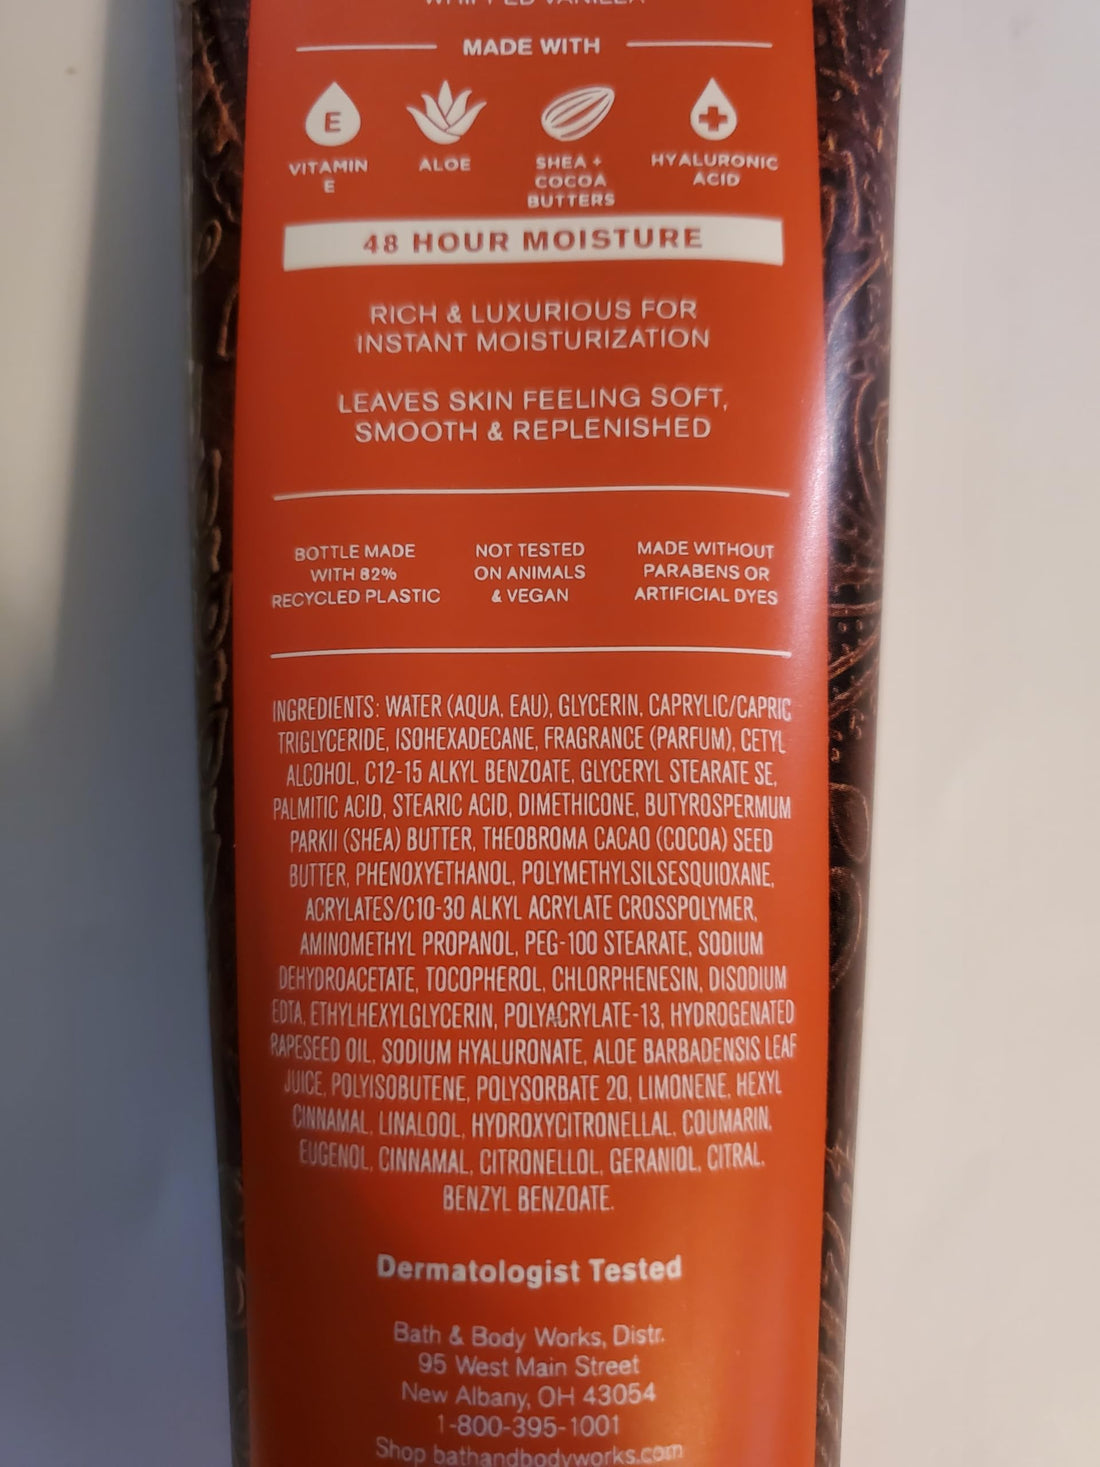 WHIPPED VANILLA
MADE WITH
E
VITAMIN
E
ALOE
SHEA +
COCOA
BUTTERS
HYALURONIC
ACID
48 HOUR MOISTURE
RICH & LUXURIOUS FOR
INSTANT MOISTURIZATION
LEAVES SKIN FEELING SOFT,
SMOOTH & REPLENISHED
BOTTLE MADE
WITH 82%
RECYCLED PLASTIC
NOT TESTED
ON ANIMALS
& VEGAN
MADE WITHOUT
PARABENS OR
ARTIFICIAL DYES
INGREDIENTS: WATER (AQUA, EAU), GLYCERIN, CAPRYLIC/CAPRIC
TRIGLYCERIDE, ISOHEXADECANE, FRAGRANCE (PARFUM), CETYL
ALCOHOL, C12-15 ALKYL BENZOATE, GLYCERYL STEARATE SE,
PALMITIC ACID, STEARIC ACID, DIMETHICONE, BUTYROSPERMUM
PARKII (SHEA) BUTTER, THEOBROMA CACAO (COCOA) SEED
BUTTER, PHENOXYETHANOL, POLYMETHYLSILSESQUIOXANE,
ACRYLATES/C10-30 ALKYL ACRYLATE CROSSPOLYMER,
AMINOMETHYL PROPANOL, PEG-100 STEARATE, SODIUM
DEHYDROACETATE, TOCOPHEROL, CHLORPHENESIN, DISODIUM
EDTA, ETHYLHEXYLGLYCERIN, POLYACRYLATE-13, HYDROGENATED
RAPESEED OIL, SODIUM HYALURONATE, ALOE BARBADENSIS LEAF
JUICE, POLYISOBUTENE, POLYSORBATE 20, LIMONENE, HEXYL
CINNAMAL, LINALOOL, HYDROXYCITRONELLAL, COUMARIN,
EUGENOL, CINNAMAL, CITRONELLOL, GERANIOL, CITRAL,
BENZYL BENZOATE.
Dermatologist Tested
Bath & Body Works, Distr.
95 West Main Street
New Albany, OH 43054
1-800-395-1001
Shop bathandbodyworks.com